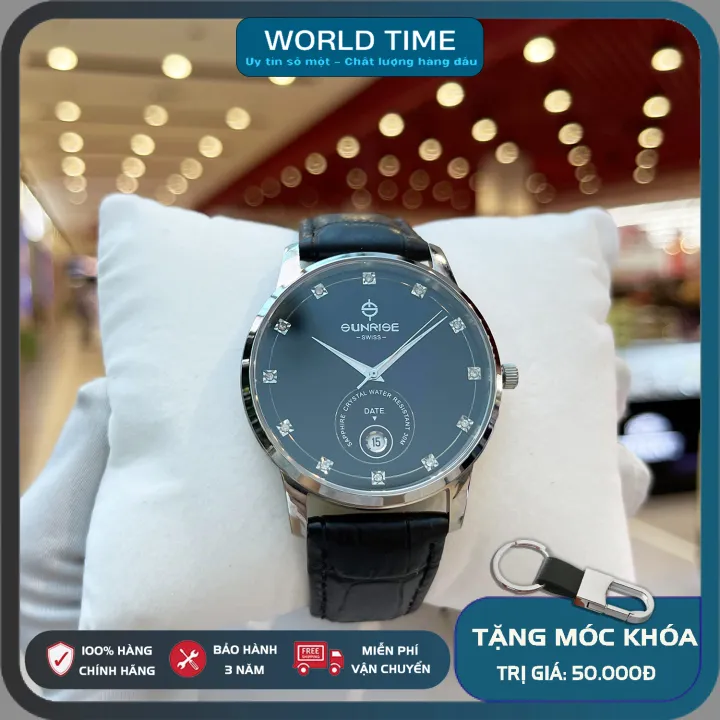 WORLD TIME
Uy tín số một - Chất lượng hàng đầu
SUNRISE
SWISS
SAPPHIRE CRYSTAL WATER RESISTANT 30M
DATE
15
100% HÀNG
CHÍNH HÃNG
BẢO HÀNH
3 NĂM
FREE
SHIPPING
MIỄN PHÍ
VẬN CHUYỂN
TẶNG MÓC KHÓA
TRỊ GIÁ: 50.000Đ